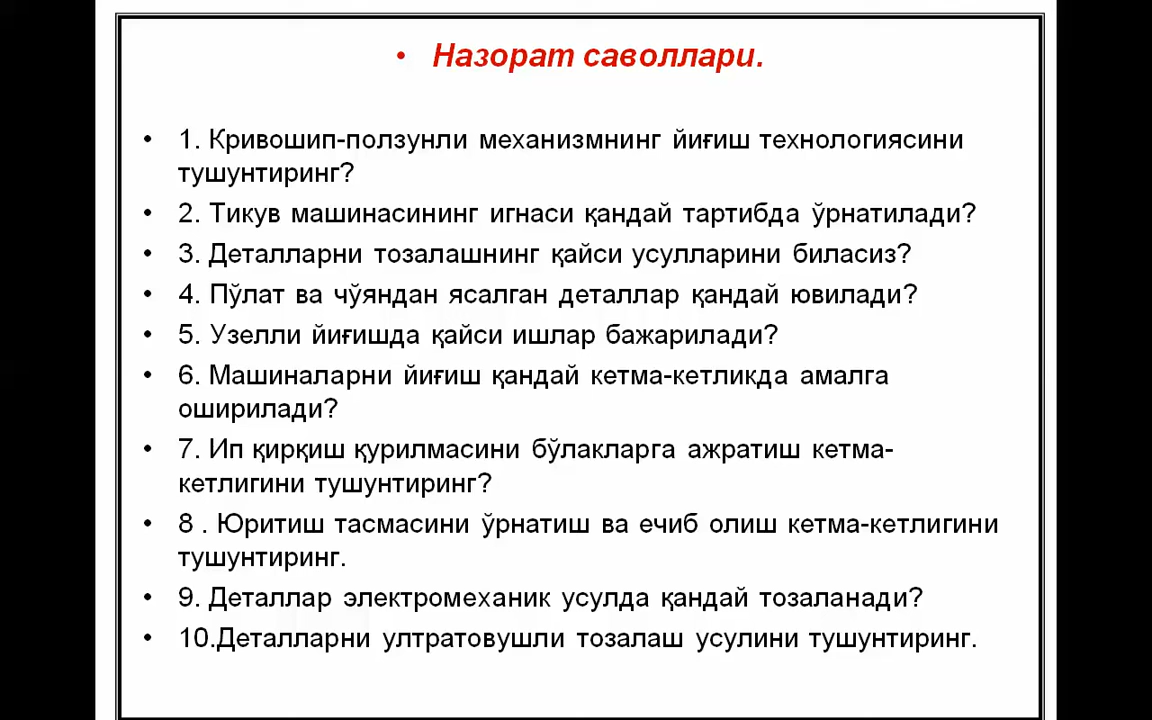 • Назорат саволлари.
• 1. Кривошип-ползунли механизмнинг йиғиш технологиясини
тушунтиринг?
• 2. Тикув машинасининг игнаси қандай тартибда ўрнатилади?
• 3. Деталларни тозалашнинг қайси усулларини биласиз?
• 4. Пўлат ва чўяндан ясалган деталлар қандай ювилади?
• 5. Узелли йиғишда қайси ишлар бажарилади?
• 6. Машиналарни йиғиш қандай кетма-кетликда амалга
оширилади?
• 7. Ип қирқиш қурилмасини бўлакларга ажратиш кетма-
кетлигини тушунтиринг?
• 8 . Юритиш тасмасини ўрнатиш ва ечиб олиш кетма-кетлигини
тушунтиринг.
• 9. Деталлар электромеханик усулда қандай тозаланади?
• 10.Деталларни ултратовушли тозалаш усулини тушунтиринг.